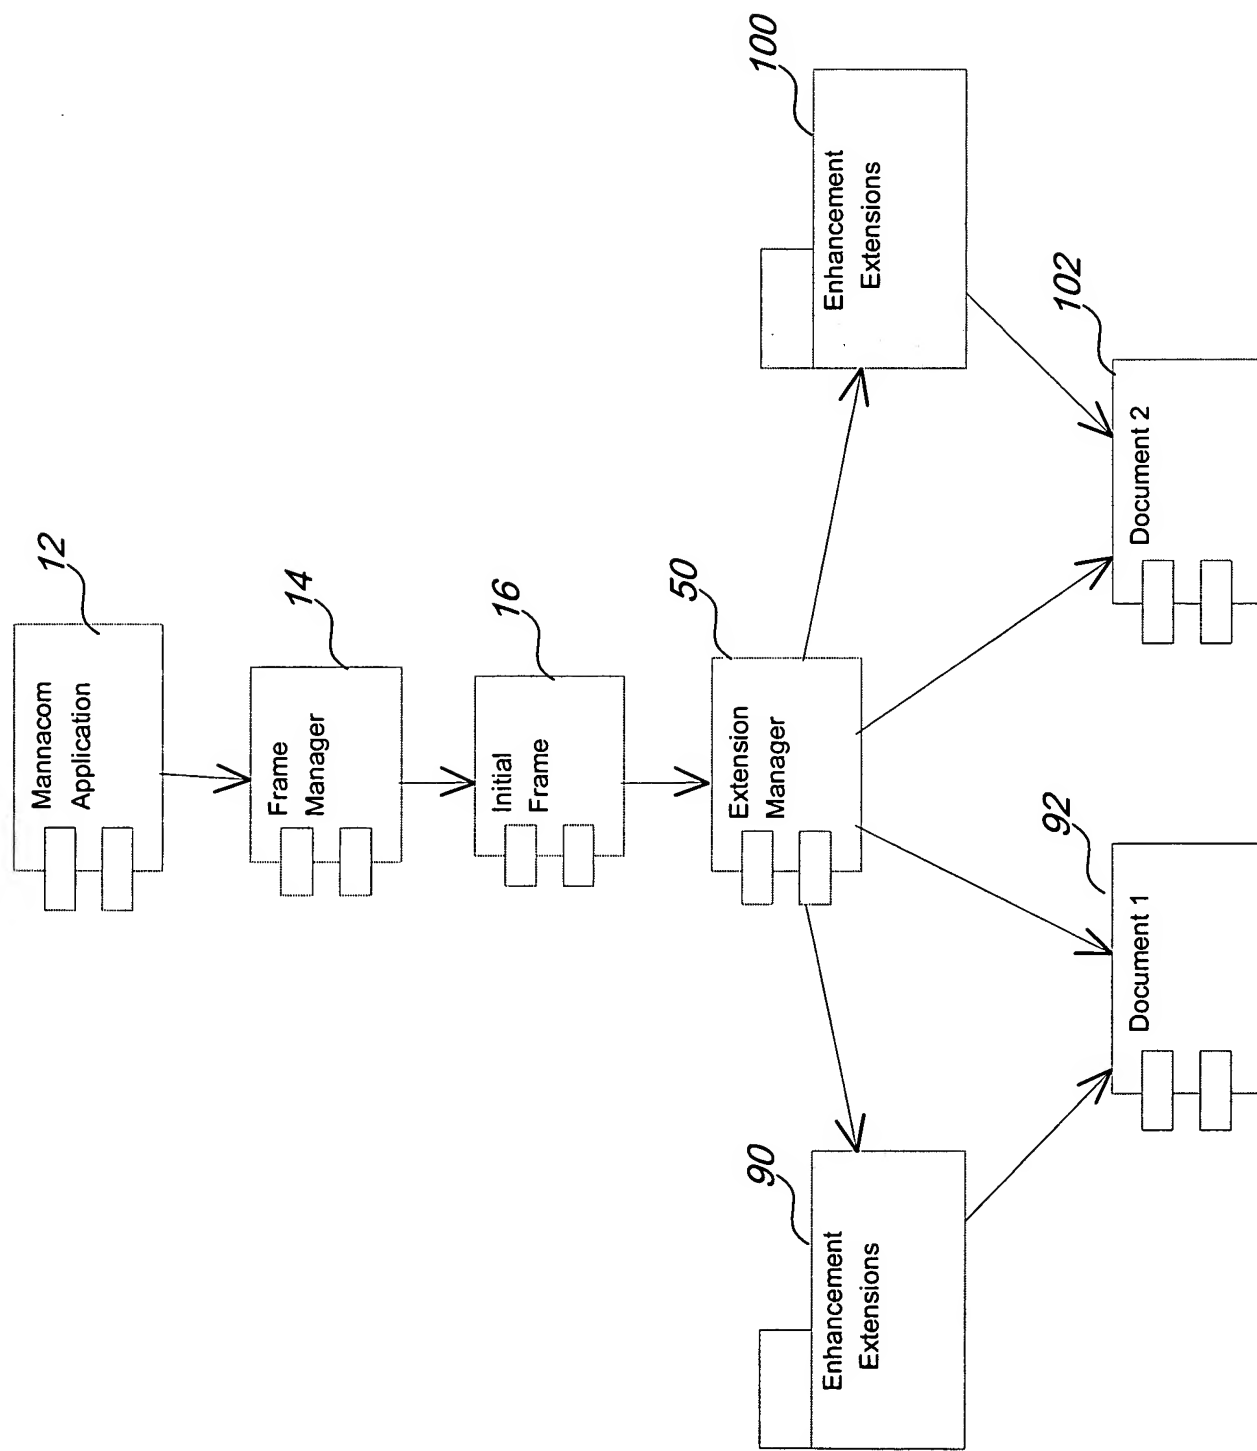 Mannacom
Application
12
Frame
Manager
14
Initial
Frame
16
Extension
Manager
50
Enhancement
Extensions
90
Enhancement
Extensions
100
Document 1
92
Document 2
102